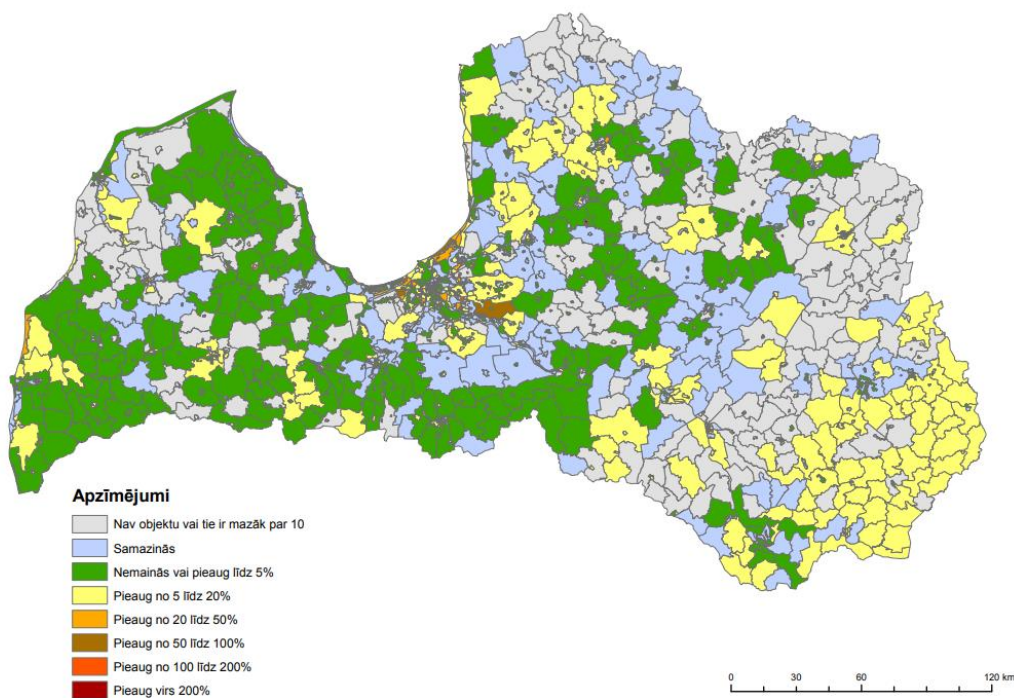 Apzīmējumi
Nav objektu vai tie ir mazāk par 10
Samazinās
Nemainās vai pieaug līdz 5%
Pieaug no 5 līdz 20%
Pieaug no 20 līdz 50%
Pieaug no 50 līdz 100%
Pieaug no 100 līdz 200%
Pieaug virs 200%
0 30 60 120 km